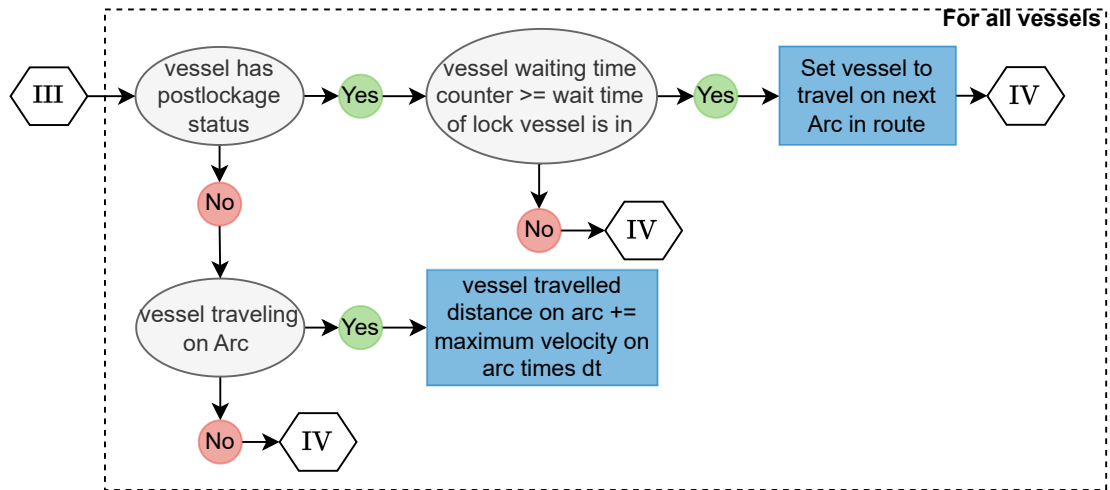 For all vessels
III
vessel has
postlockage
status
Yes
vessel waiting time
counter >= wait time
of lock vessel is in
Yes
Set vessel to
travel on next
Arc in route
IV
No
No
IV
vessel traveling
on Arc
Yes
vessel travelled
distance on arc +=
maximum velocity on
arc times dt
No
IV